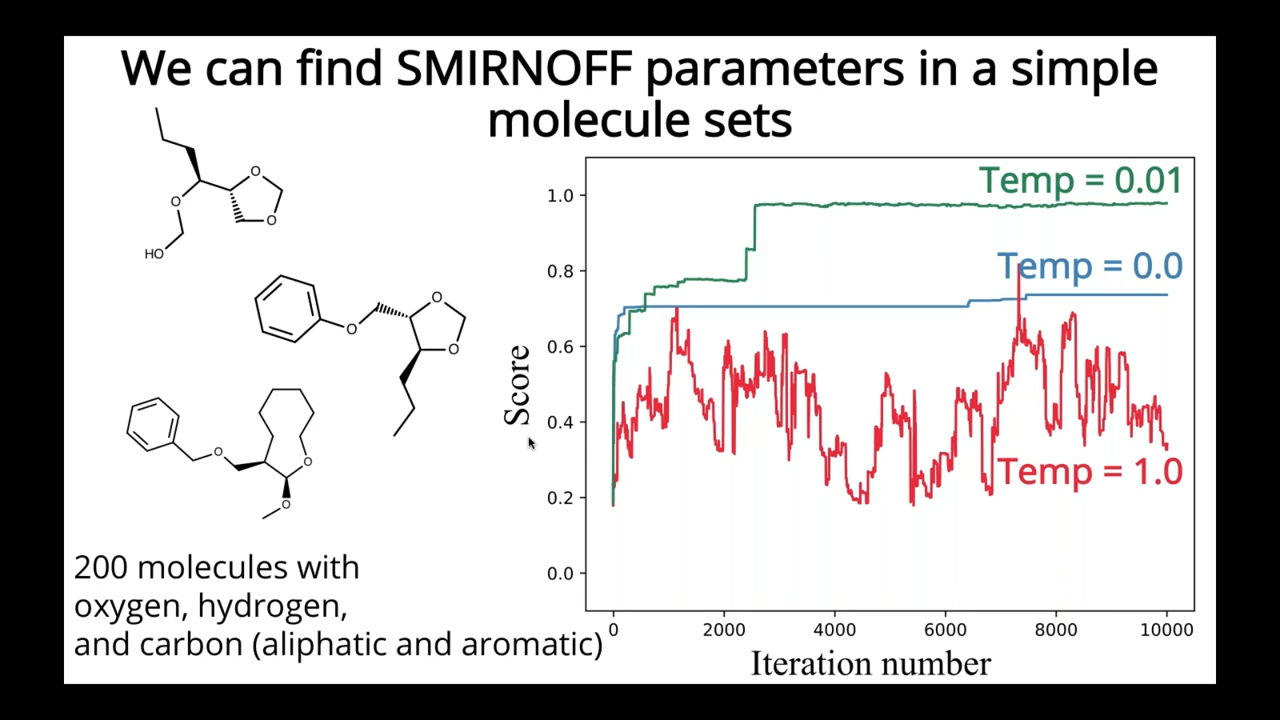 We can find SMIRNOFF parameters in a simple
molecule sets
O
O
O
HO
O
O
O
O
O
O
200 molecules with
oxygen, hydrogen,
and carbon (aliphatic and aromatic)
Score
1.0
0.8
0.6
0.4
0.2
0.0
Temp = 0.01
Temp = 0.0
Temp = 1.0
0 2000 4000 6000 8000 10000
Iteration number